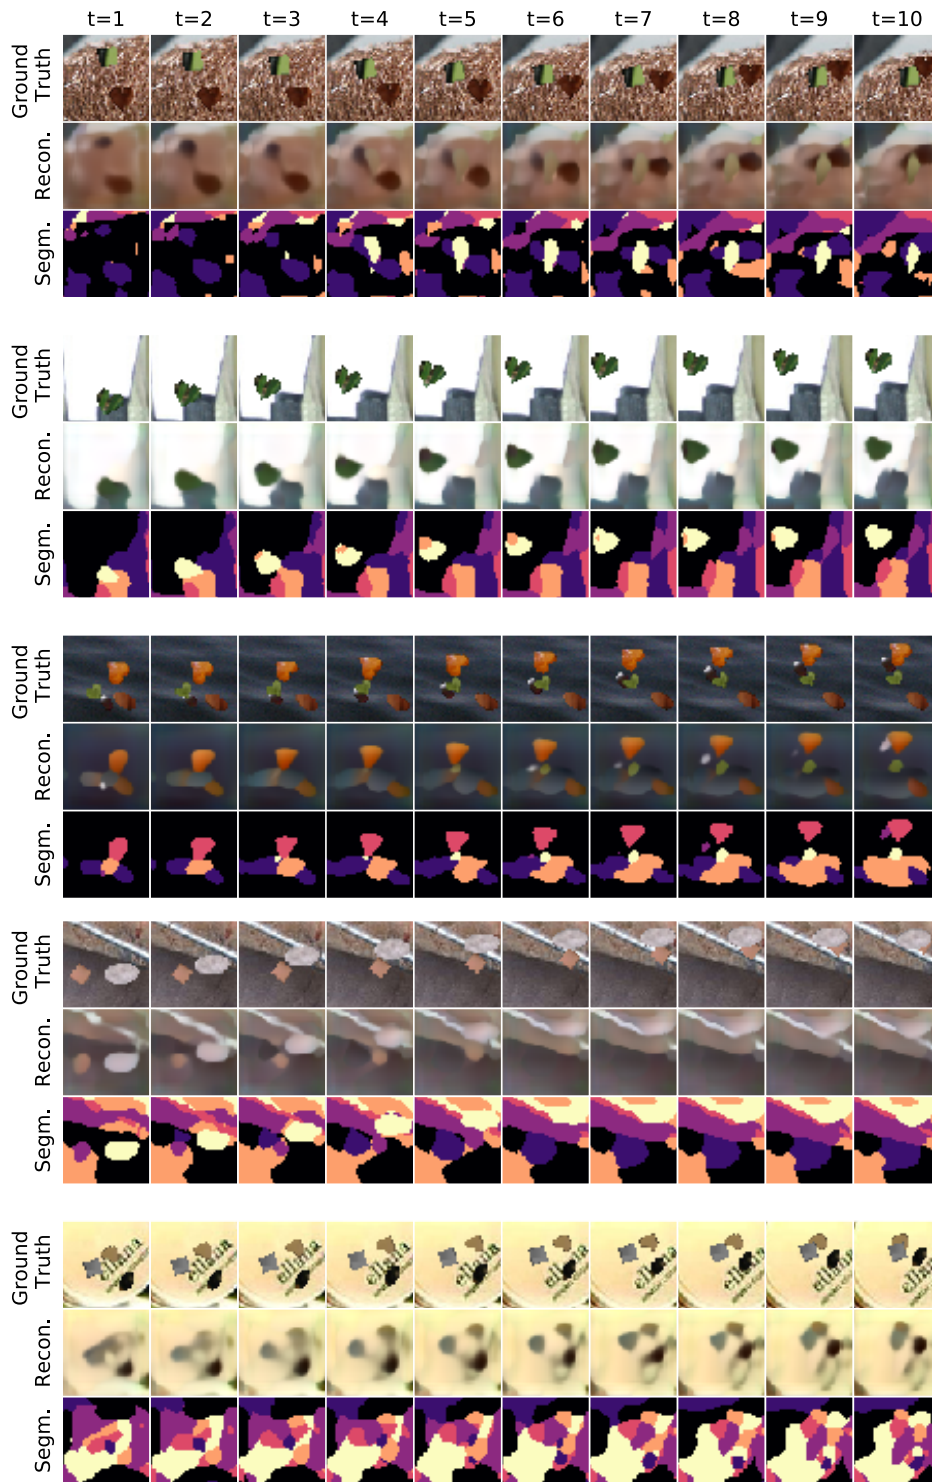 t=1 t=2 t=3 t=4 t=5 t=6 t=7 t=8 t=9 t=10
Ground Truth
Recon.
Segm.
Ground Truth
Recon.
Segm.
Ground Truth
Recon.
Segm.
Ground Truth
Recon.
Segm.
Ground Truth
Recon.
Segm.